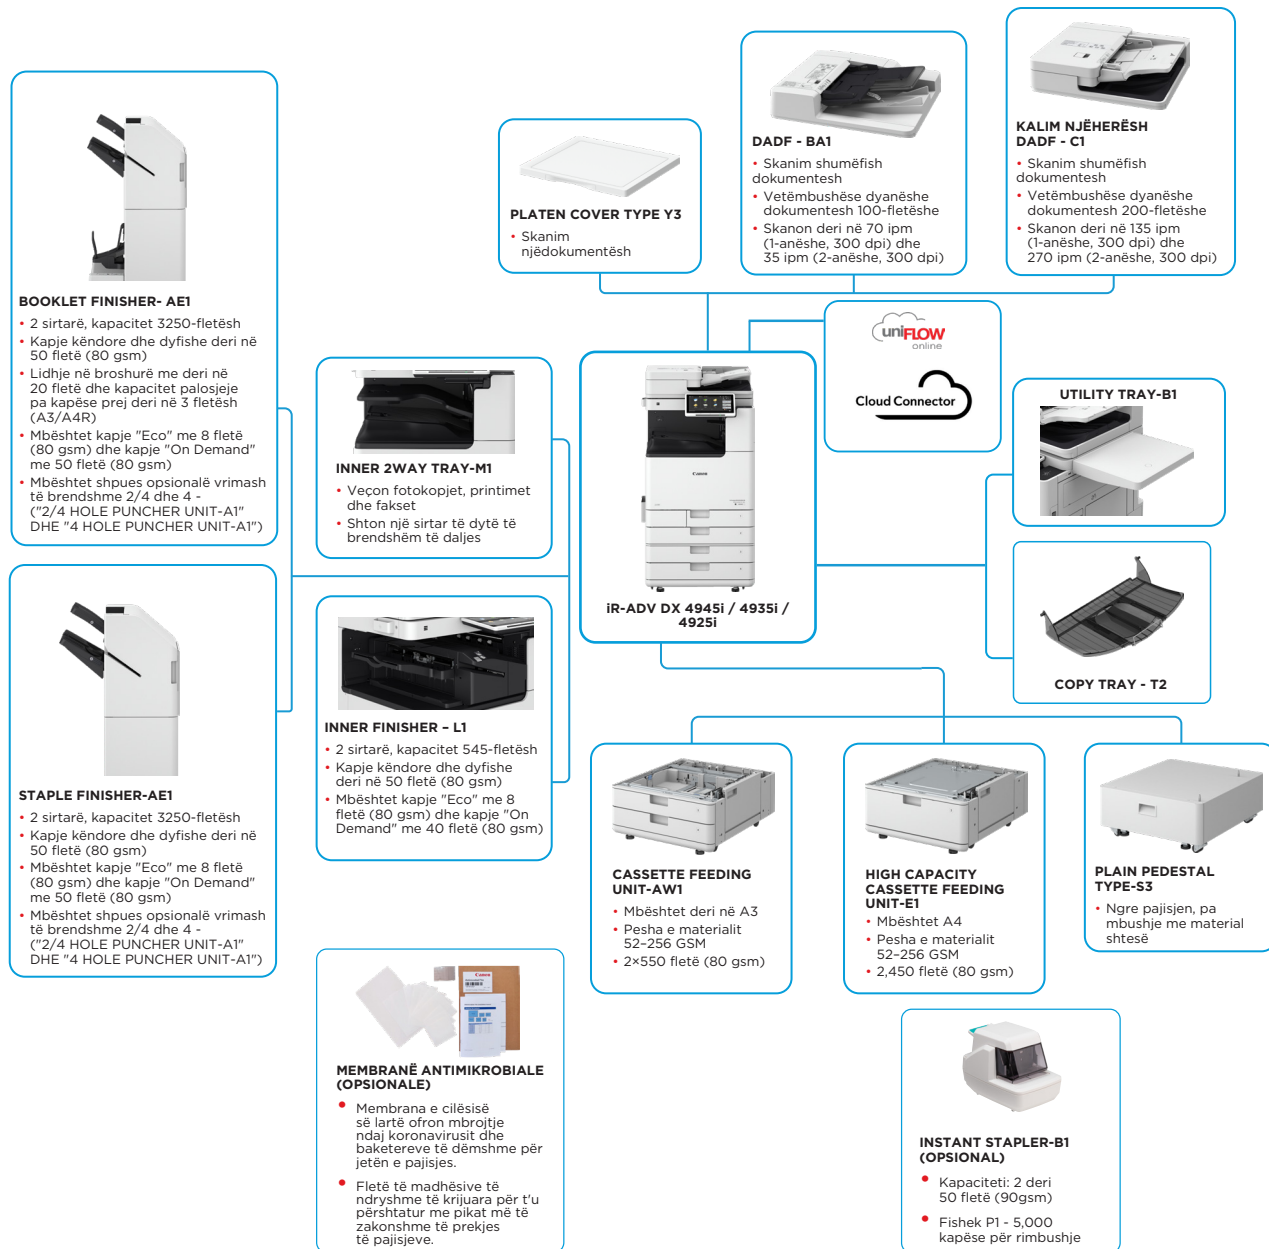 BOOKLET FINISHER- AE1
• 2 sirtarë, kapacitet 3250-fletësh
• Kapje këndore dhe dyfishe deri në
50 fletë (80 gsm)
• Lidhje në broshurë me deri në
20 fletë dhe kapacitet palosjeje
pa kapëse prej deri në 3 fletësh
(A3/A4R)
• Mbështet kapje "Eco" me 8 fletë
(80 gsm) dhe kapje "On Demand"
me 50 fletë (80 gsm)
• Mbështet shpues opsionalë vrimash
të brendshme 2/4 dhe 4 -
("2/4 HOLE PUNCHER UNIT-A1"
DHE "4 HOLE PUNCHER UNIT-A1")
STAPLE FINISHER-AE1
• 2 sirtarë, kapacitet 3250-fletësh
• Kapje këndore dhe dyfishe deri në
50 fletë (80 gsm)
• Mbështet kapje "Eco" me 8 fletë
(80 gsm) dhe kapje "On Demand"
me 50 fletë (80 gsm)
• Mbështet shpues opsionalë vrimash
të brendshme 2/4 dhe 4 -
("2/4 HOLE PUNCHER UNIT-A1"
DHE "4 HOLE PUNCHER UNIT-A1")
INNER 2WAY TRAY-M1
• Veçon fotokopjet, printimet
dhe fakset
• Shton një sirtar të dytë të
brendshëm të daljes
INNER FINISHER – L1
• 2 sirtarë, kapacitet 545-fletësh
• Kapje këndore dhe dyfishe
deri në 50 fletë (80 gsm)
• Mbështet kapje "Eco" me 8
fletë (80 gsm) dhe kapje "On
Demand" me 40 fletë (80 gsm)
PLATEN COVER TYPE Y3
• Skanim
njëdokumentësh
DADF - BA1
• Skanim shumëfish
dokumentesh
• Vetëmbushëse dyanëshe
dokumentesh 100-fletëshe
• Skanon deri në 70 ipm
(1-anëshe, 300 dpi) dhe
35 ipm (2-anëshe, 300 dpi)
KALIM NJËHERËSH
DADF - C1
• Skanim shumëfish
dokumentesh
• Vetëmbushëse dyanëshe
dokumentesh 200-fletëshe
• Skanon deri në 135 ipm
(1-anëshe, 300 dpi) dhe
270 ipm (2-anëshe, 300 dpi)
uniFLOW
online
Cloud Connector
Canon
iR-ADV DX 4945i / 4935i /
4925i
UTILITY TRAY-B1
COPY TRAY - T2
CASSETTE FEEDING
UNIT-AW1
• Mbështet deri në A3
• Pesha e materialit
52–256 GSM
• 2×550 fletë (80 gsm)
HIGH CAPACITY
CASSETTE FEEDING
UNIT-E1
• Mbështet A4
• Pesha e materialit
52–256 GSM
• 2,450 fletë (80 gsm)
PLAIN PEDESTAL
TYPE-S3
• Ngre pajisjen, pa
mbushje me material
shtesë
Canon
MEMBRANË ANTIMIKROBIALE
(OPSIONALE)
• Membrana e cilësisë
së lartë ofron mbrojtje
ndaj koronavirusit dhe
baketereve të dëmshme për
jetën e pajisjes.
• Fletë të madhësive të
ndryshme të krijuara për t'u
përshtatur me pikat më të
zakonshme të prekjes
të pajisjeve.
INSTANT STAPLER-B1
(OPSIONAL)
• Kapaciteti: 2 deri
50 fletë (90gsm)
• Fishek P1 - 5,000
kapëse për rimbushje